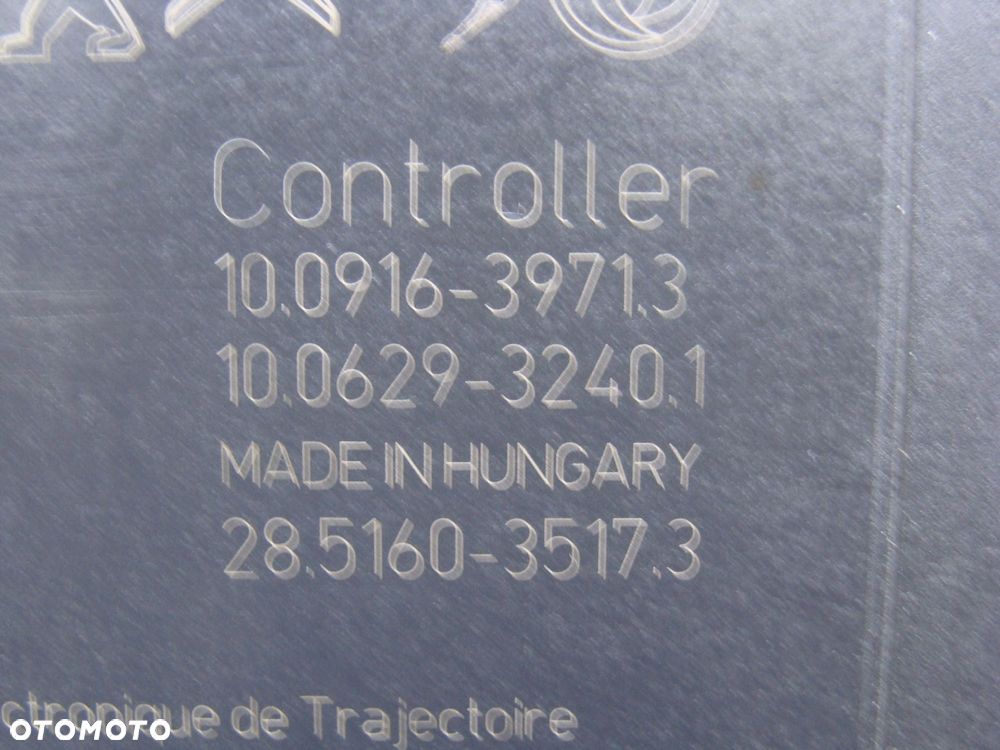 Controller
10.0916-3971.3
10.0629-3240.1
MADE IN HUNGARY
28.5160-3517.3
ctronique de Trajectoire
OTOMOTO